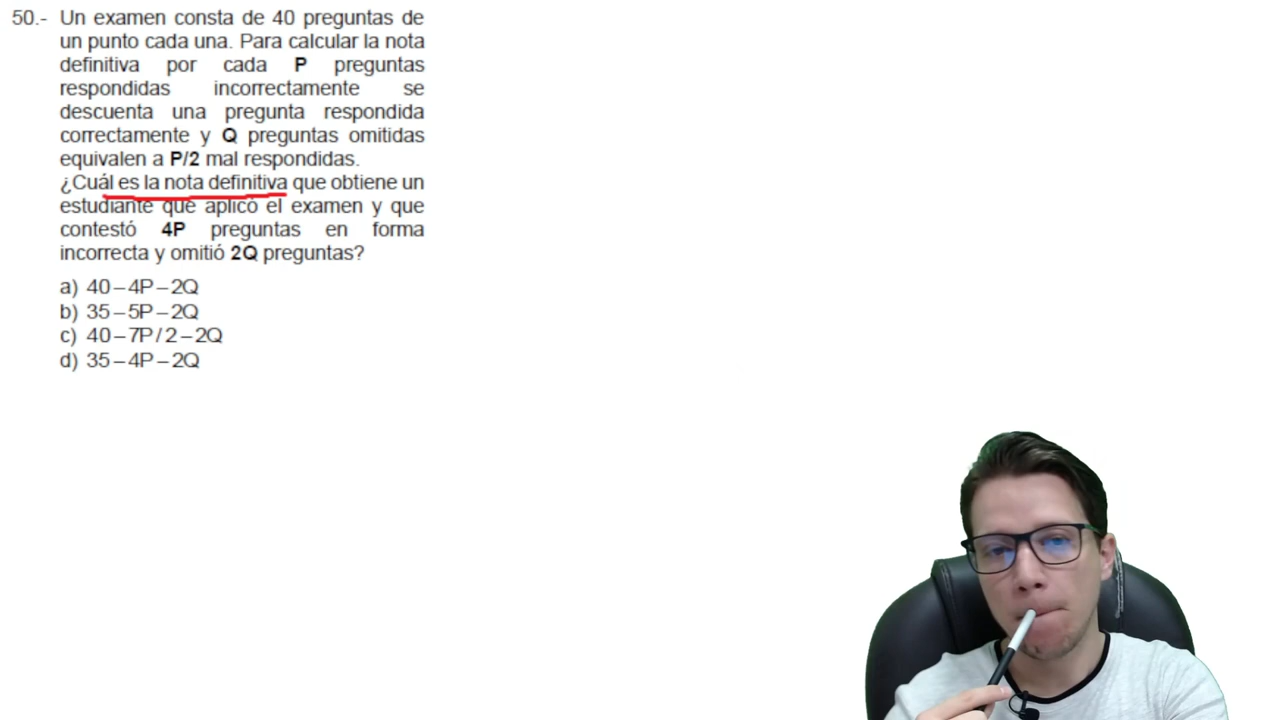 50.- Un examen consta de 40 preguntas de
un punto cada una. Para calcular la nota
definitiva por cada P preguntas
respondidas incorrectamente se
descuenta una pregunta respondida
correctamente y Q preguntas omitidas
equivalen a P/2 mal respondidas.
¿Cuál es la nota definitiva que obtiene un
estudiante que aplicó el examen y que
contestó 4P preguntas en forma
incorrecta y omitió 2Q preguntas?
a) 40–4P–2Q
b) 35–5P–2Q
c) 40–7P/2–2Q
d) 35–4P–2Q